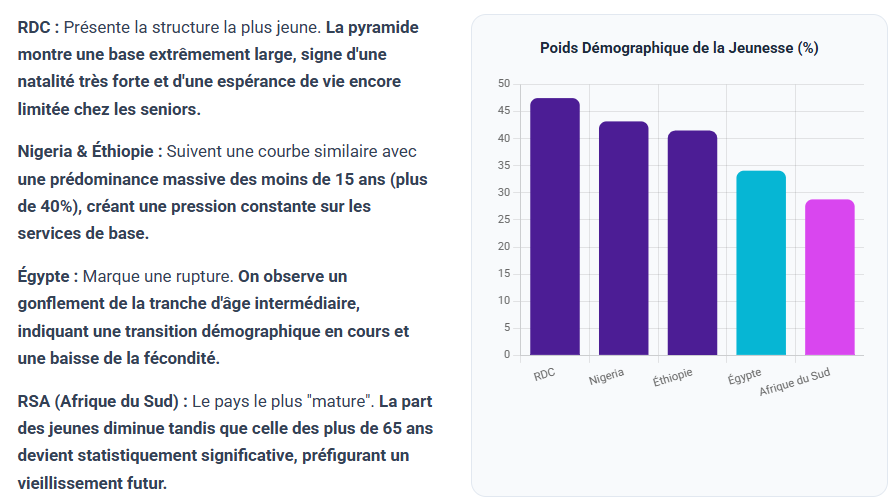 RDC : Présente la structure la plus jeune. La pyramide
montre une base extrêmement large, signe d'une
natalité très forte et d'une espérance de vie encore
limitée chez les seniors.
Nigeria & Éthiopie : Suivent une courbe similaire avec
une prédominance massive des moins de 15 ans (plus
de 40%), créant une pression constante sur les
services de base.
Égypte : Marque une rupture. On observe un
gonflement de la tranche d'âge intermédiaire,
indiquant une transition démographique en cours et
une baisse de la fécondité.
RSA (Afrique du Sud) : Le pays le plus "mature". La part
des jeunes diminue tandis que celle des plus de 65 ans
devient statistiquement significative, préfigurant un
vieillissement futur.
Poids Démographique de la Jeunesse (%)
50
45
40
35
30
25
20
15
10
5
0
RDC
Nigeria
Éthiopie
Égypte
Afrique du Sud